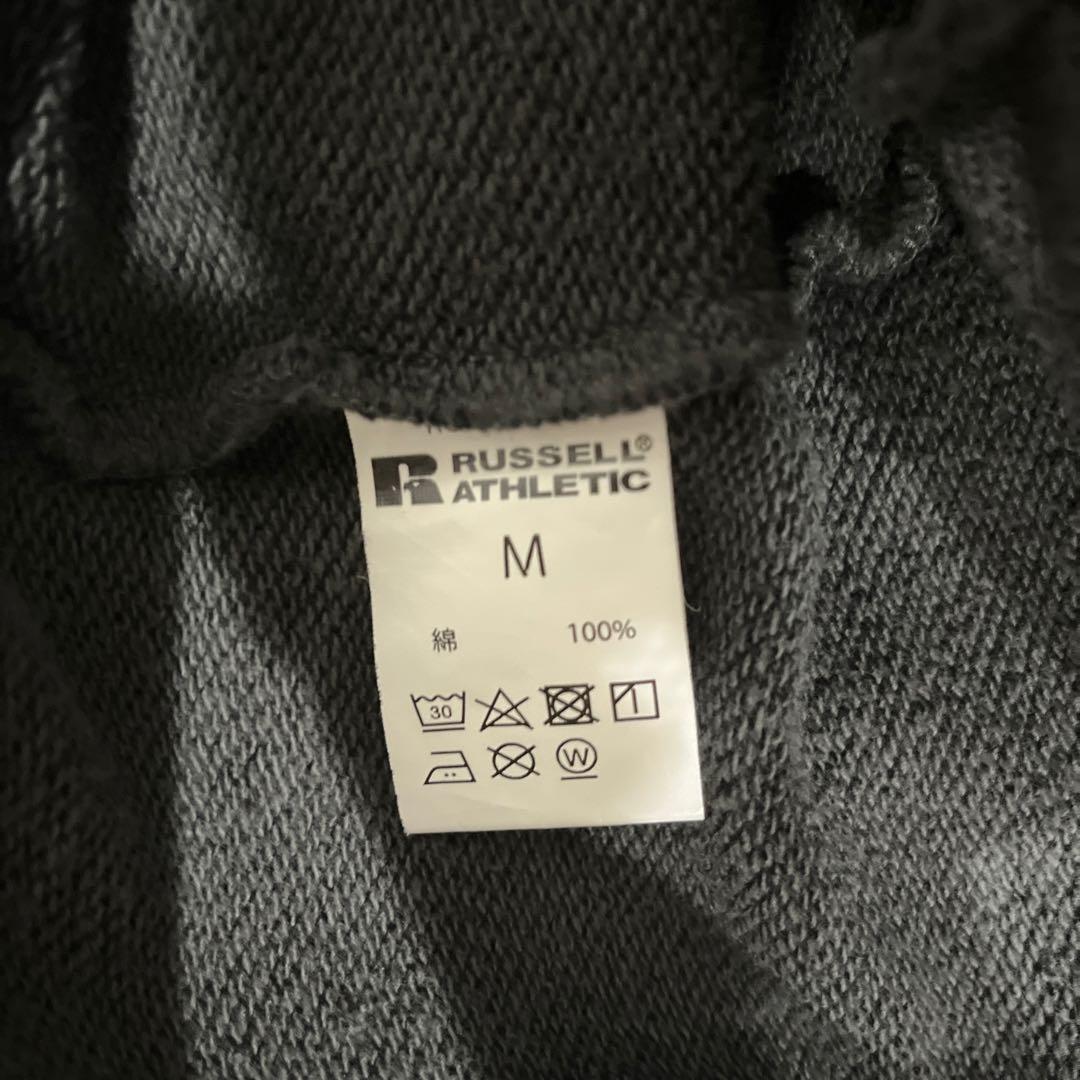 RUSSELL®
ATHLETIC
M
綿 100%
30
W